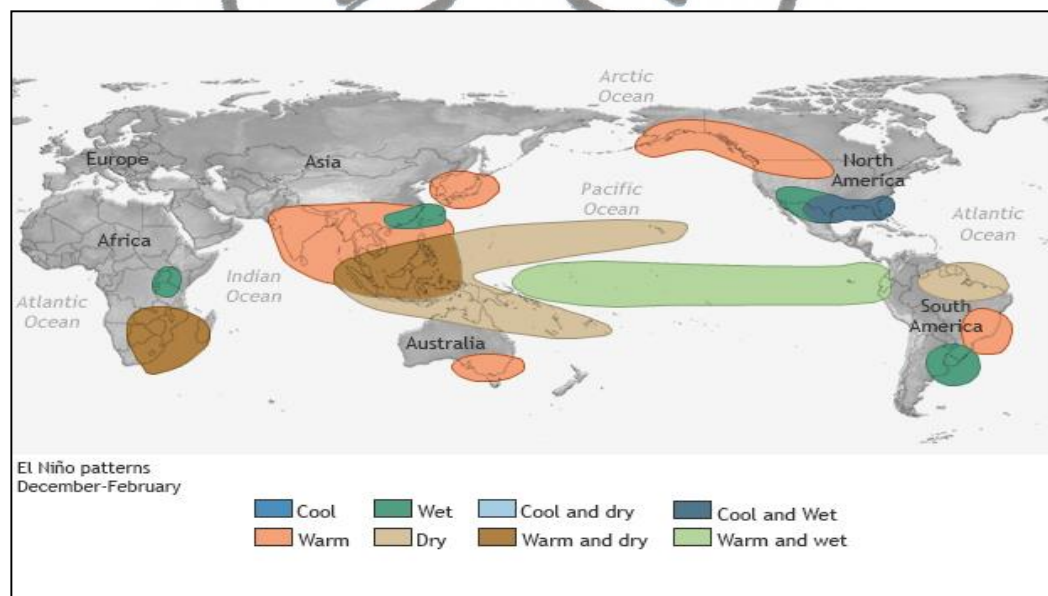 Arctic
Ocean
Europe
Asia
North
America
Pacific
Ocean
Atlantic
Ocean
Africa
Indian
Ocean
Atlantic
Ocean
South
America
Australia
El Niño patterns
December-February
Cool
Wet
Cool and dry
Cool and Wet
Warm
Dry
Warm and dry
Warm and wet